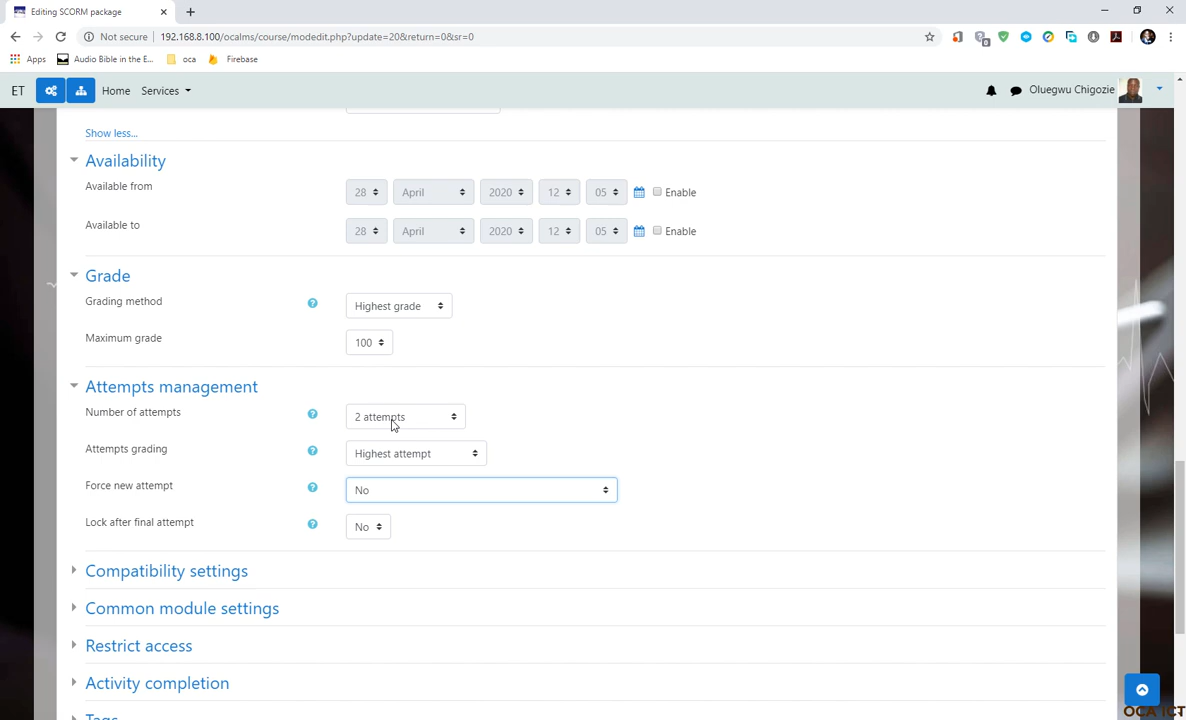 Editing SCORM package
Not secure | 192.168.8.100/ocalms/course/modedit.php?update=20&return=0&sr=0
Apps Audio Bible in the E... oca Firebase
ET Home Services Oluegwu Chigozie
Show less...
Availability
Available from 28 April 2020 12 05 Enable
Available to 28 April 2020 12 05 Enable
Grade
Grading method Highest grade
Maximum grade 100
Attempts management
Number of attempts 2 attempts
Attempts grading Highest attempt
Force new attempt No
Lock after final attempt No
Compatibility settings
Common module settings
Restrict access
Activity completion
Tags
OCA ICT